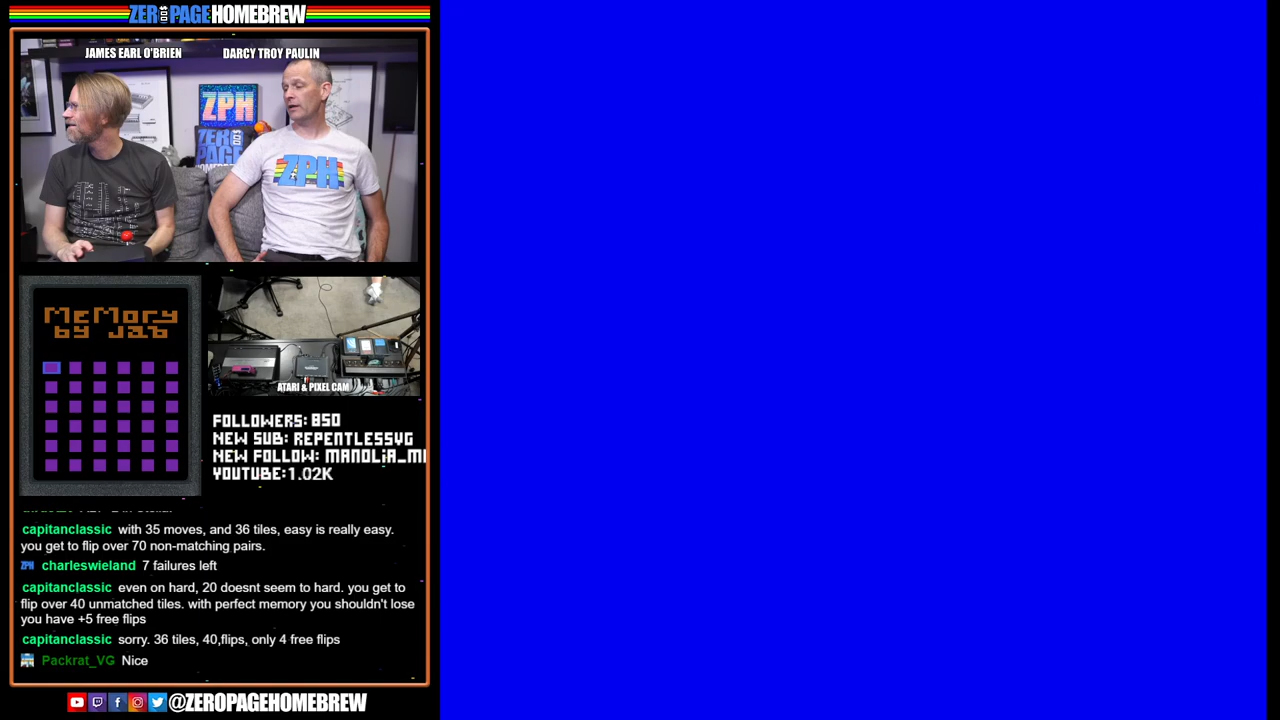 ZEROPAGEHOMEBREW
JAMES EARL O'BRIEN
DARCY TROY PAULIN
ZPH
ZERO
PAGE
HOMEBREW
ZPH
MeMory
by Jab
ATARI & PIXEL CAM
FOLLOWERS: 850
NEW SUB: REPENTLESSVG
NEW FOLLOW: MANOLIA_M
YOUTUBE:1.02K
capitanclassic with 35 moves, and 36 tiles, easy is really easy.
you get to flip over 70 non-matching pairs.
ZPH charleswieland 7 failures left
capitanclassic even on hard, 20 doesnt seem to hard. you get to
flip over 40 unmatched tiles. with perfect memory you shouldn't lose
you have +5 free flips
capitanclassic sorry. 36 tiles, 40,flips, only 4 free flips
Packrat_VG Nice
@ZEROPAGEHOMEBREW